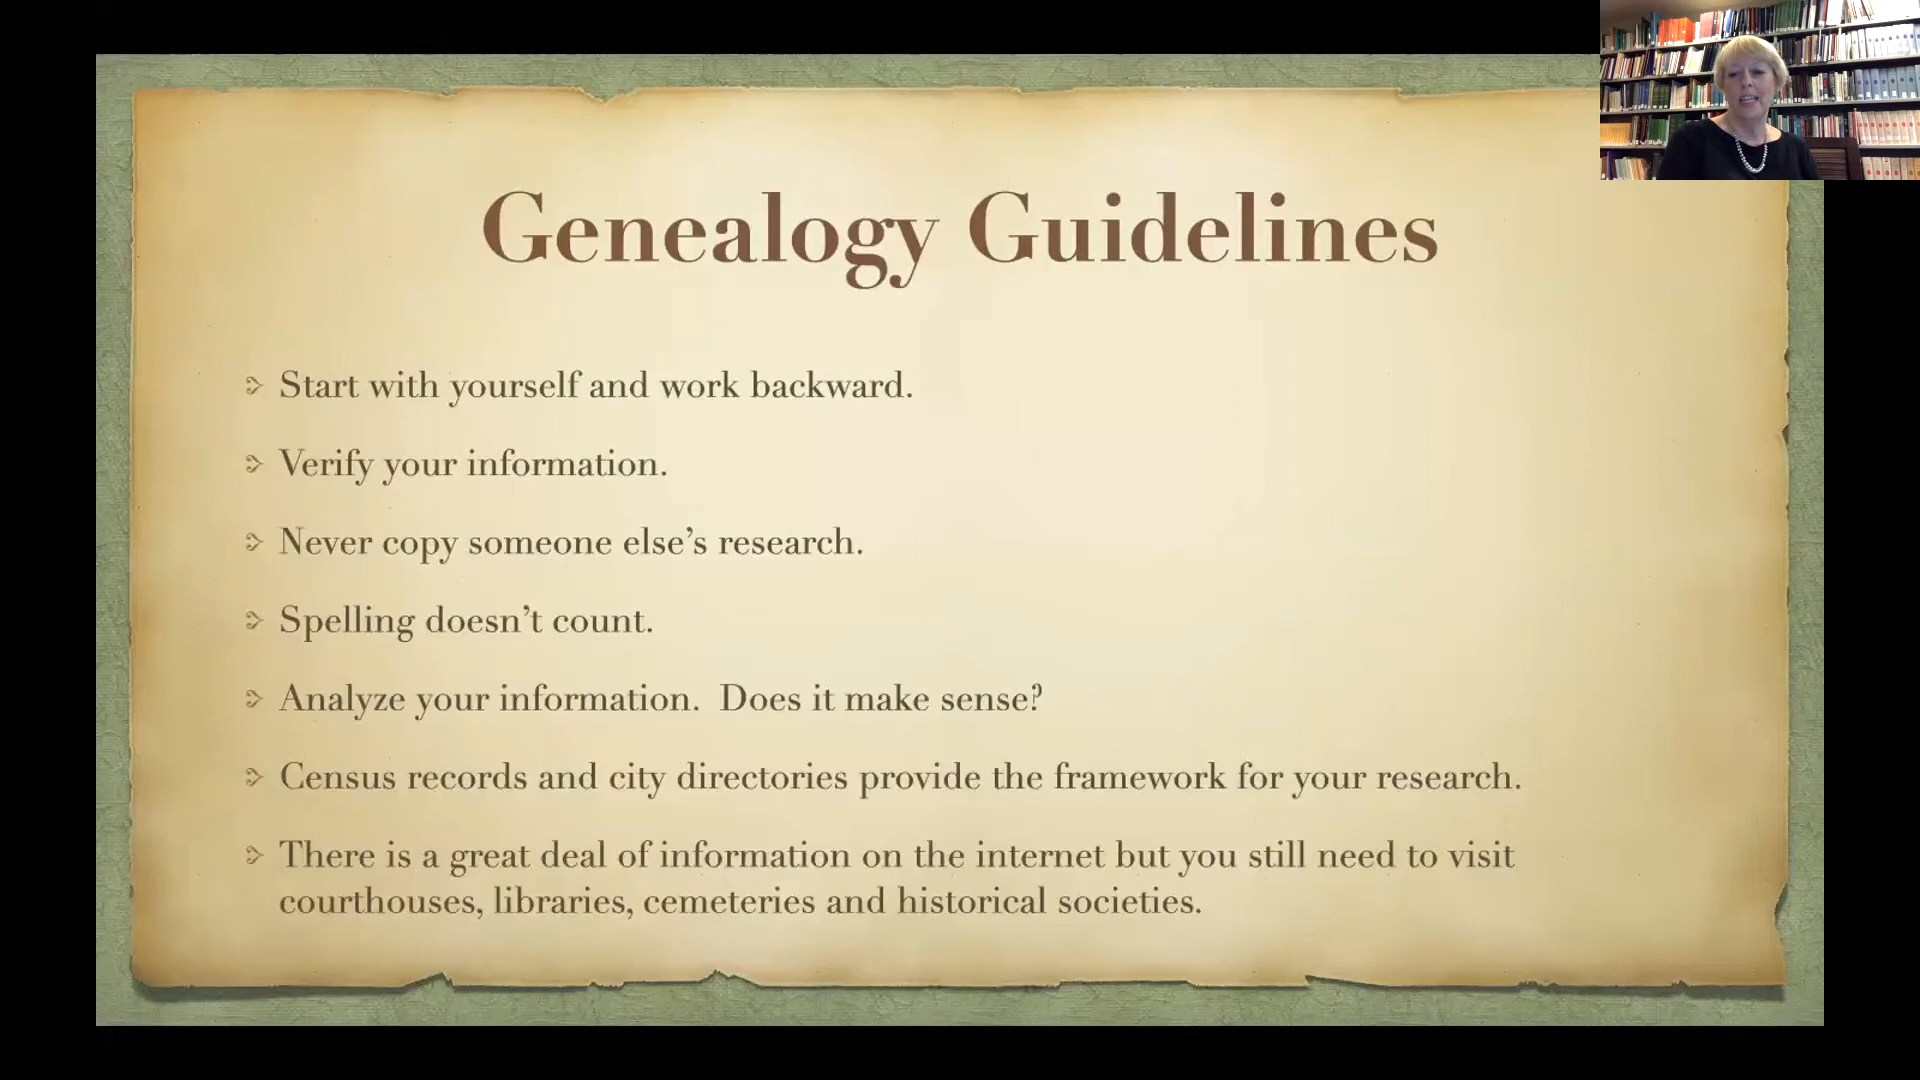 Genealogy Guidelines
Start with yourself and work backward.
Verify your information.
Never copy someone else’s research.
Spelling doesn’t count.
Analyze your information.  Does it make sense?
Census records and city directories provide the framework for your research.
There is a great deal of information on the internet but you still need to visit
courthouses, libraries, cemeteries and historical societies.